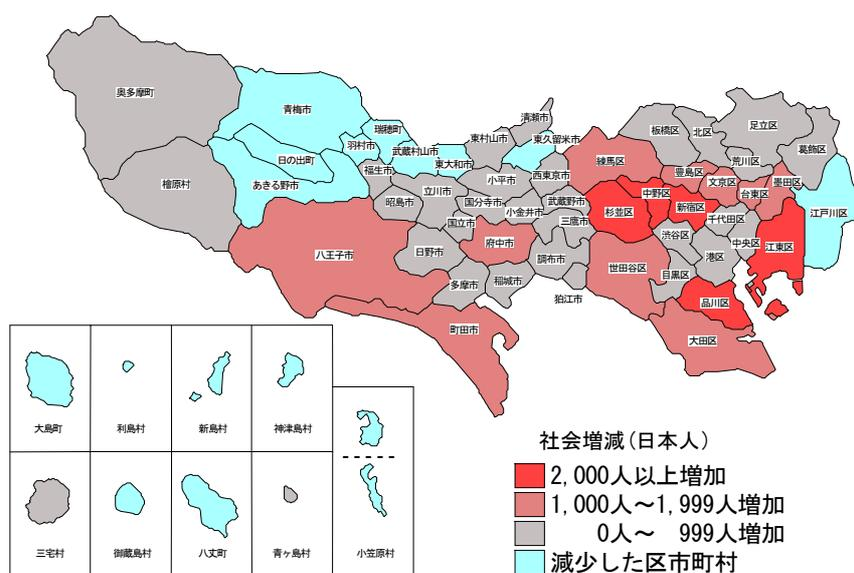 奥多摩町
檜原村
青梅市
瑞穂町
羽村市
日の出町
あきる野市
福生市
武蔵村山市
東大和市
東村山市
清瀬市
東久留米市
西東京市
小平市
立川市
昭島市
国分寺市
小金井市
武蔵野市
三鷹市
国立市
八王子市
日野市
府中市
調布市
多摩市
稲城市
狛江市
町田市
練馬区
板橋区
北区
足立区
葛飾区
荒川区
豊島区
文京区
台東区
墨田区
江戸川区
中野区
杉並区
新宿区
千代田区
渋谷区
中央区
江東区
港区
世田谷区
目黒区
品川区
大田区
大島町
利島村
新島村
神津島村
三宅村
御蔵島村
八丈町
青ヶ島村
小笠原村
社会増減(日本人)
2,000人以上増加
1,000人~1,999人増加
0人~ 999人増加
減少した区市町村